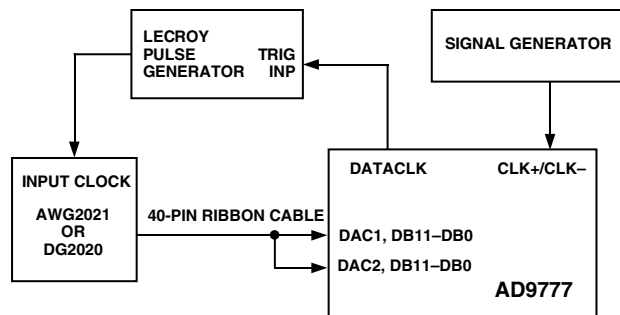 LECROY
PULSE
GENERATOR
TRIG
INP
SIGNAL GENERATOR
INPUT CLOCK
AWG2021
OR
DG2020
40-PIN RIBBON CABLE
DATACLK
CLK+/CLK–
DAC1, DB11–DB0
DAC2, DB11–DB0
AD9777